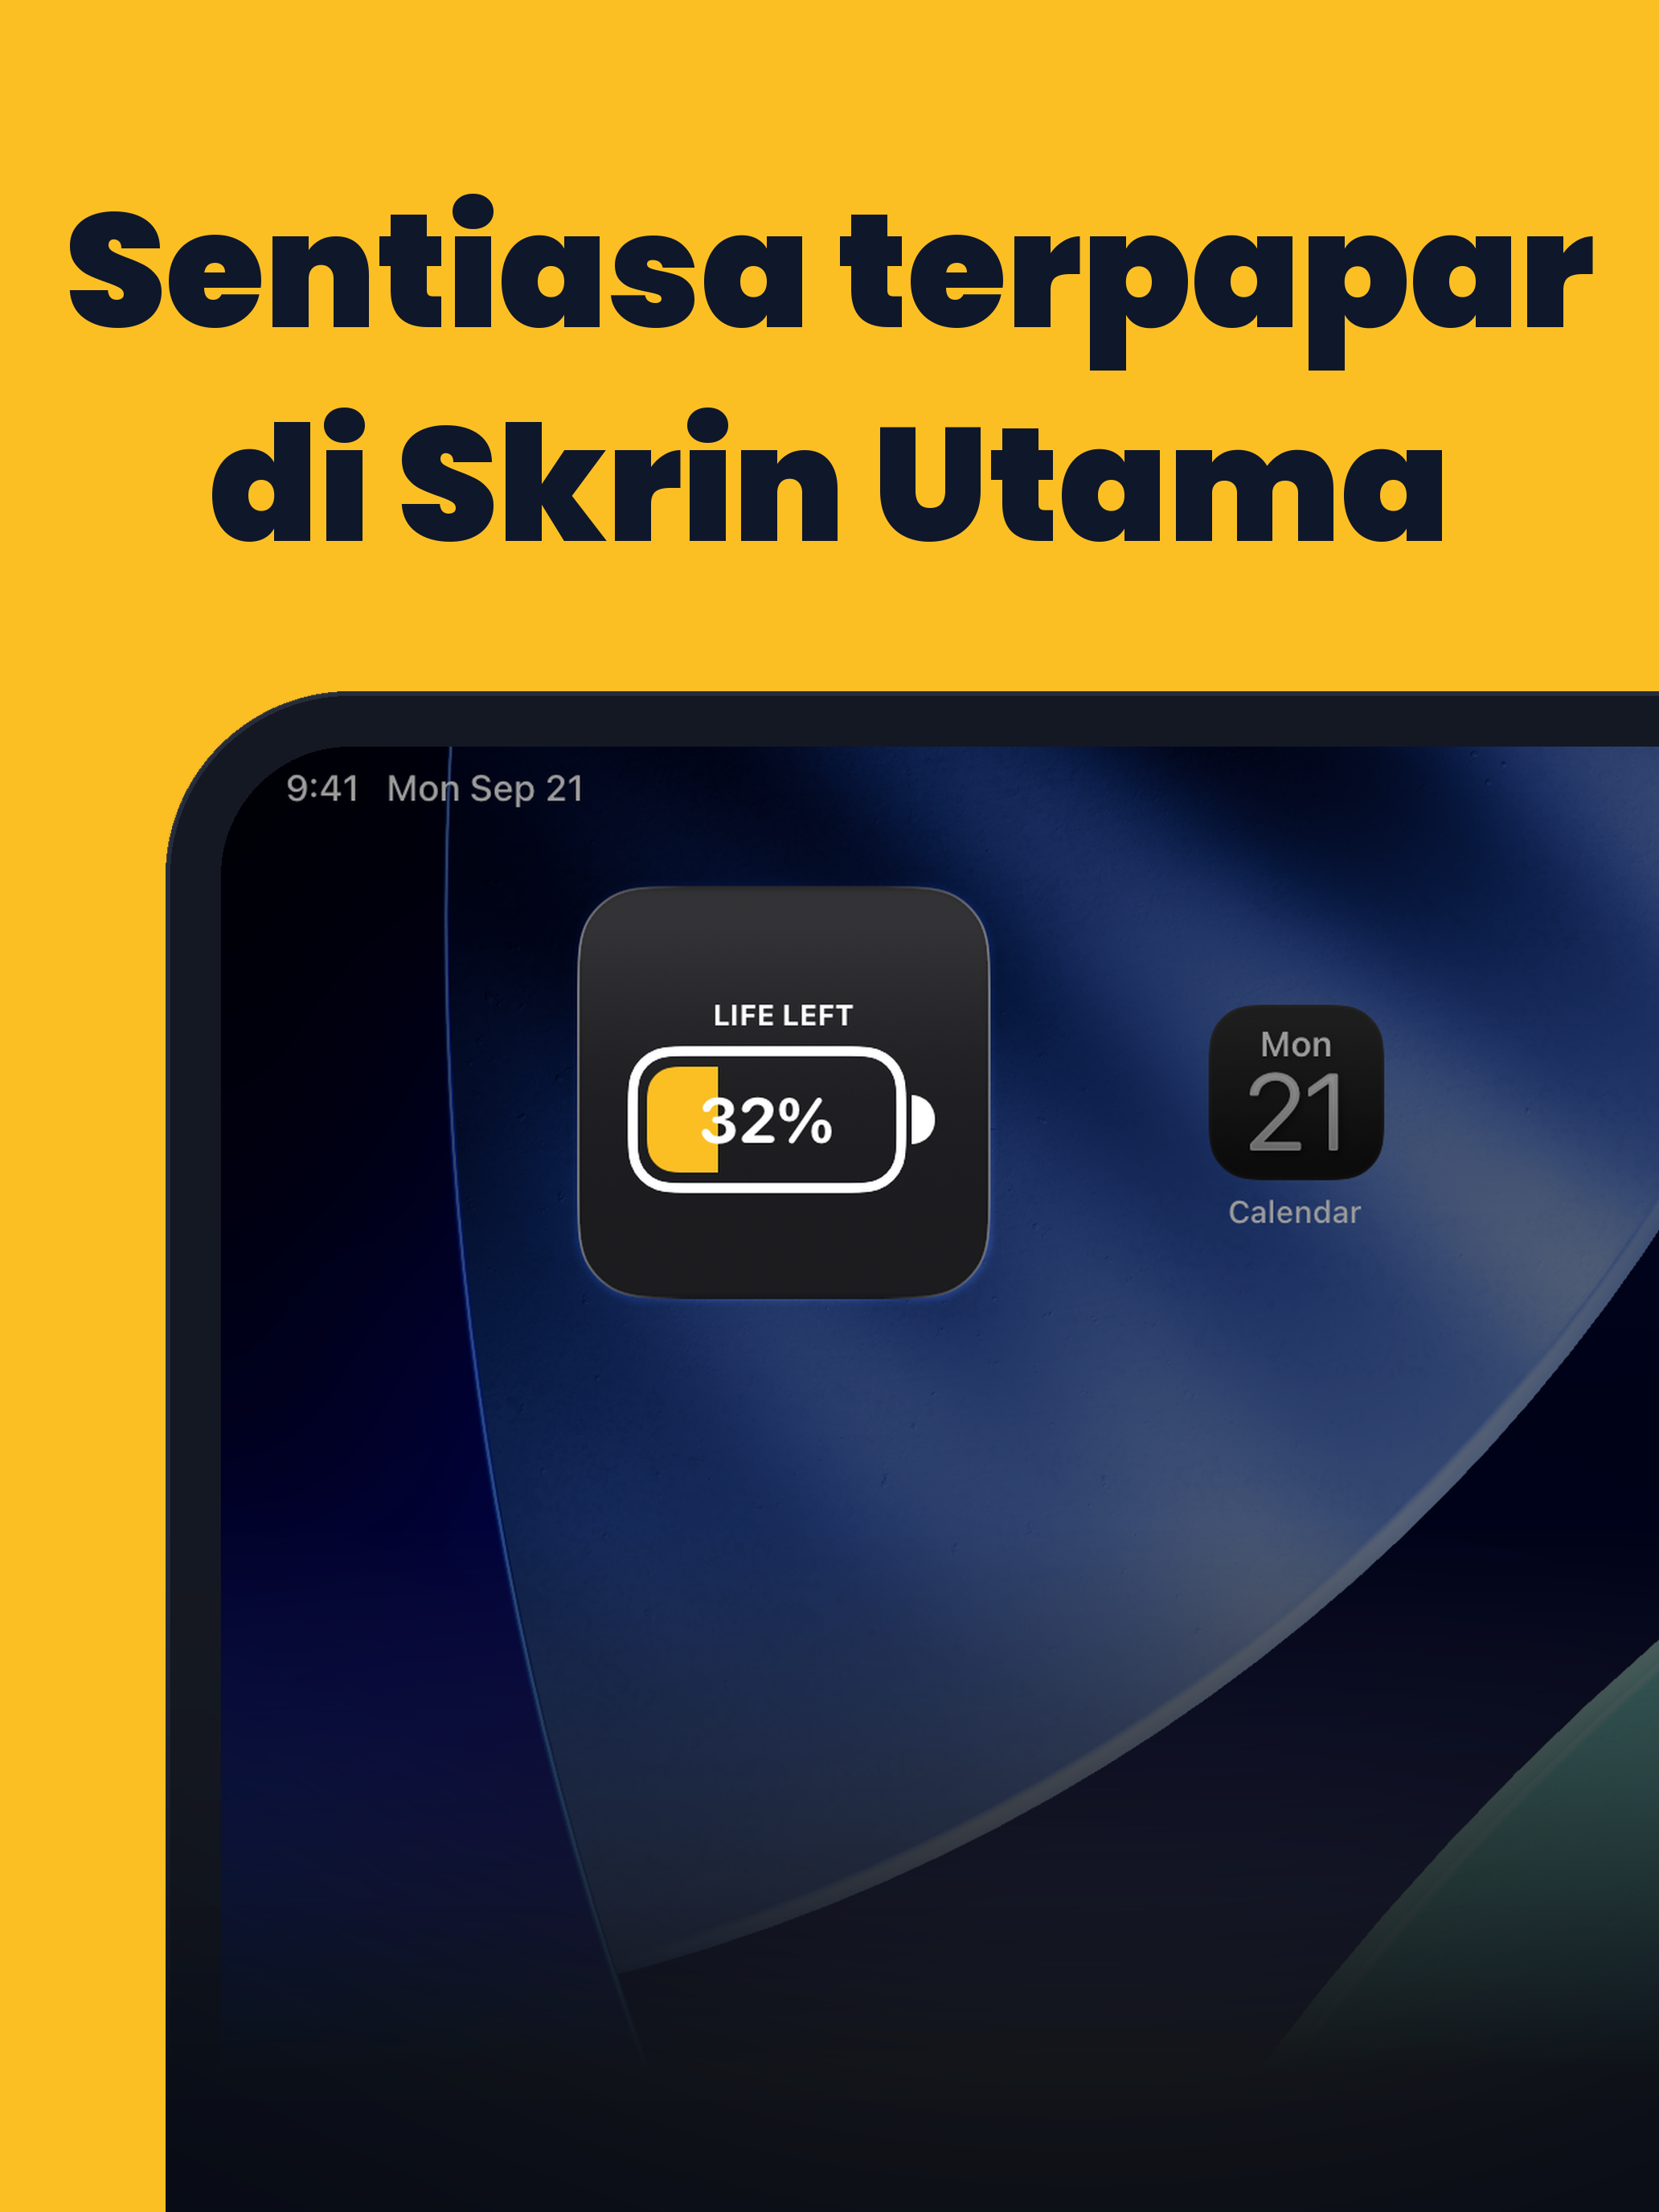 Sentiasa terpapar
di Skrin Utama
9:41 Mon Sep 21
LIFE LEFT
32%
Mon
21
Calendar